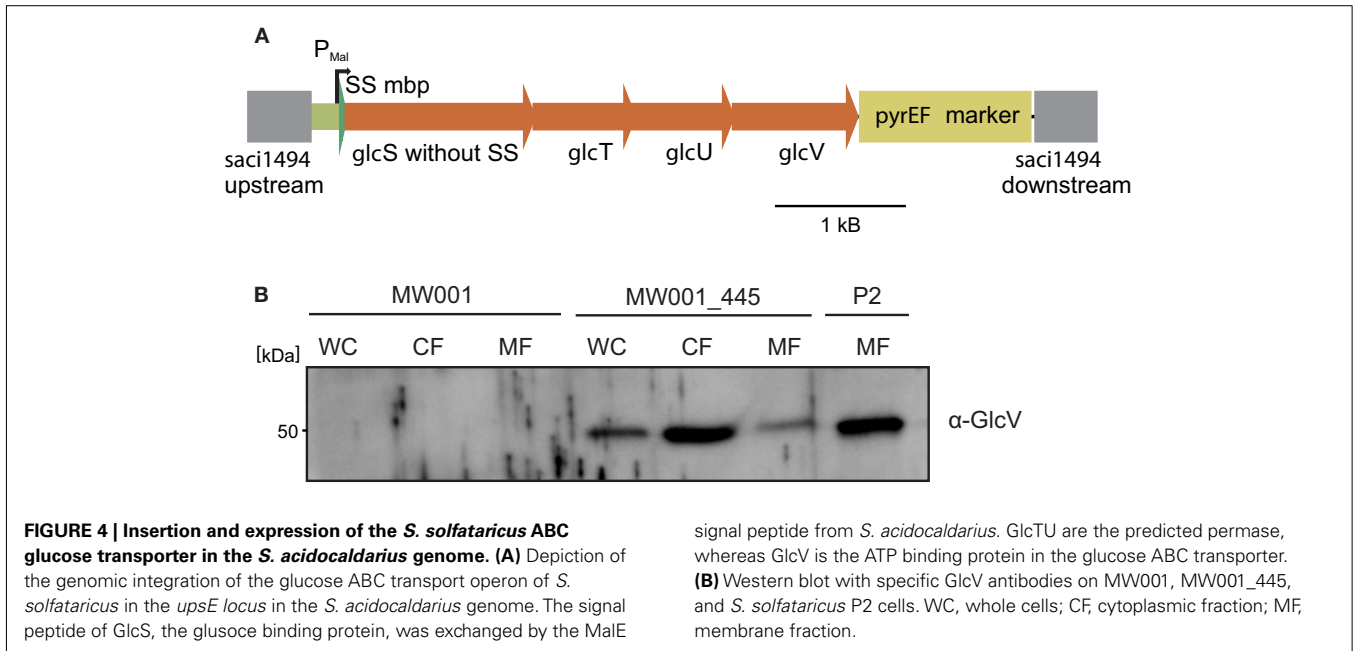 A
P Mal
SS mbp
pyrEF marker
glcS without SS
glcT
glcU
glcV
saci1494
upstream
saci1494
downstream
1 kB
B
MW001
MW001_445
P2
[kDa]
WC
CF
MF
WC
CF
MF
MF
50
α-GlcV
FIGURE 4 | Insertion and expression of the S. solfataricus ABC
glucose transporter in the S. acidocaldarius genome. (A) Depiction of
the genomic integration of the glucose ABC transport operon of S.
solfataricus in the upsE locus in the S. acidocaldarius genome. The signal
peptide of GlcS, the glusoce binding protein, was exchanged by the MalE
signal peptide from S. acidocaldarius. GlcTU are the predicted permase,
whereas GlcV is the ATP binding protein in the glucose ABC transporter.
(B) Western blot with specific GlcV antibodies on MW001, MW001_445,
and S. solfataricus P2 cells. WC, whole cells; CF, cytoplasmic fraction; MF,
membrane fraction.